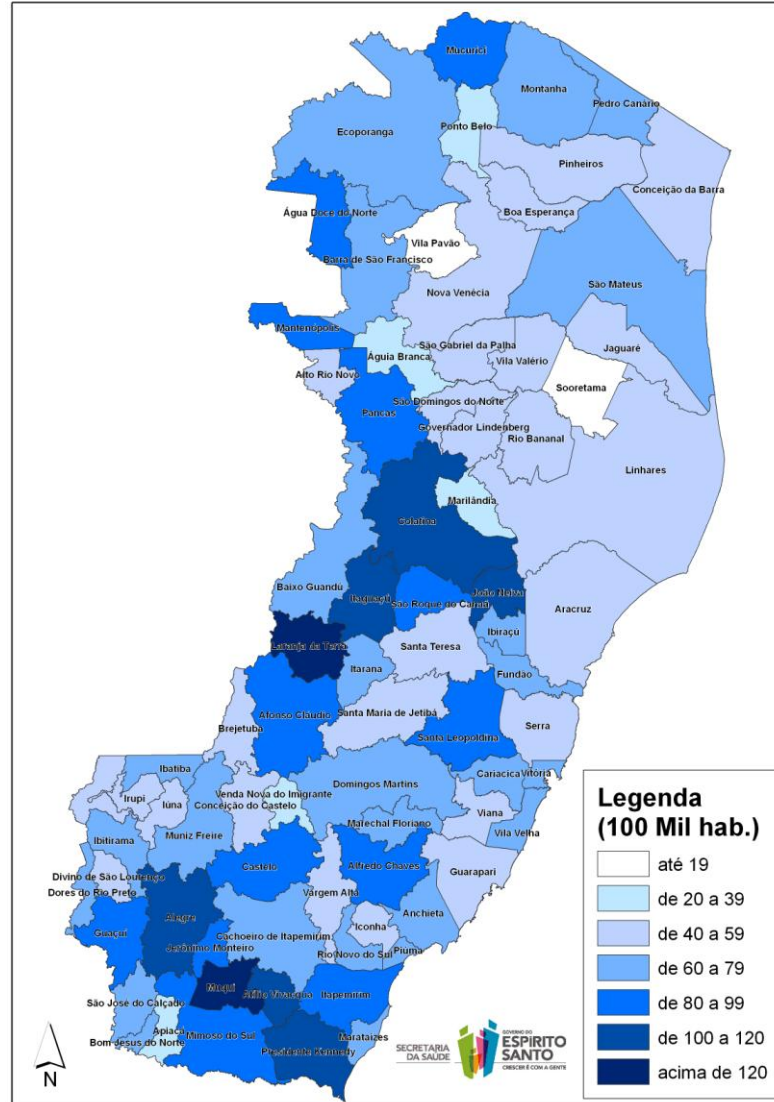 Mucurici
Montanha
Pedro Canário
Ponto Belo
Ecoporanga
Pinheiros
Conceição da Barra
Água Doce do Norte
Boa Esperança
Vila Pavão
Barra de São Francisco
São Mateus
Nova Venécia
Mantenópolis
São Gabriel da Palha
Jaguaré
Águia Branca
Vila Valério
Alto Rio Novo
Sooretama
São Domingos do Norte
Pancas
Governador Lindenberg
Rio Bananal
Linhares
Marilândia
Colatina
Baixo Guandú
Itaguaçú
João Neiva
São Roque do Canaã
Aracruz
Ibiraçú
Laranja da Terra
Santa Teresa
Itarana
Fundão
Afonso Cláudio
Santa Maria de Jetibá
Brejetuba
Serra
Santa Leopoldina
Ibatiba
Cariacica
Vitória
Domingos Martins
Venda Nova do Imigrante
Irupi
Iúna
Conceição do Castelo
Viana
Marechal Floriano
Vila Velha
Ibitirama
Muniz Freire
Castelo
Alfredo Chaves
Guarapari
Divino de São Lourenço
Dores do Rio Preto
Vargem Alta
Alegre
Anchieta
Iconha
Guaçuí
Cachoeiro de Itapemirim
Jerônimo Monteiro
Rio Novo do Sul
Piuma
Muqui
Atílio Vivacqua
Itapemirim
São José do Calçado
Apiacá
Mimoso do Sul
Bom Jesus do Norte
Marataízes
Presidente Kennedy
N
SECRETARIA
DA SAÚDE
GOVERNO DO
ESPÍRITO
SANTO
CRESCER É COM A GENTE
Legenda
(100 Mil hab.)
até 19
de 20 a 39
de 40 a 59
de 60 a 79
de 80 a 99
de 100 a 120
acima de 120